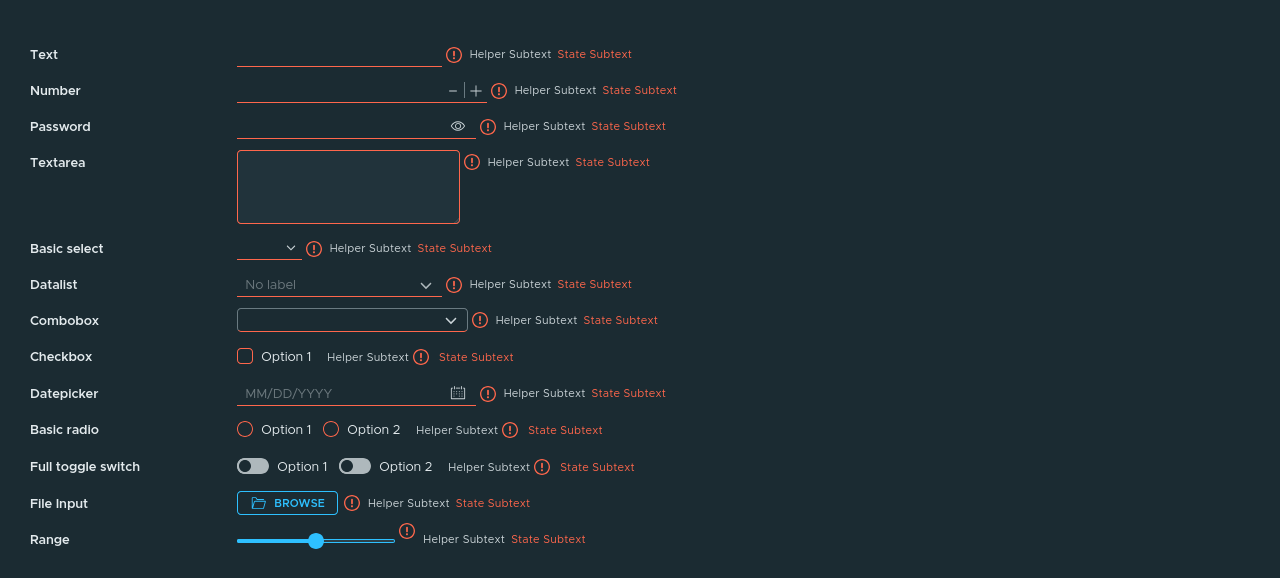 Text Helper Subtext State Subtext
Number Helper Subtext State Subtext
Password Helper Subtext State Subtext
Textarea Helper Subtext State Subtext
Basic select Helper Subtext State Subtext
Datalist No label Helper Subtext State Subtext
Combobox Helper Subtext State Subtext
Checkbox Option 1 Helper Subtext State Subtext
Datepicker MM/DD/YYYY Helper Subtext State Subtext
Basic radio Option 1 Option 2 Helper Subtext State Subtext
Full toggle switch Option 1 Option 2 Helper Subtext State Subtext
File Input BROWSE Helper Subtext State Subtext
Range Helper Subtext State Subtext